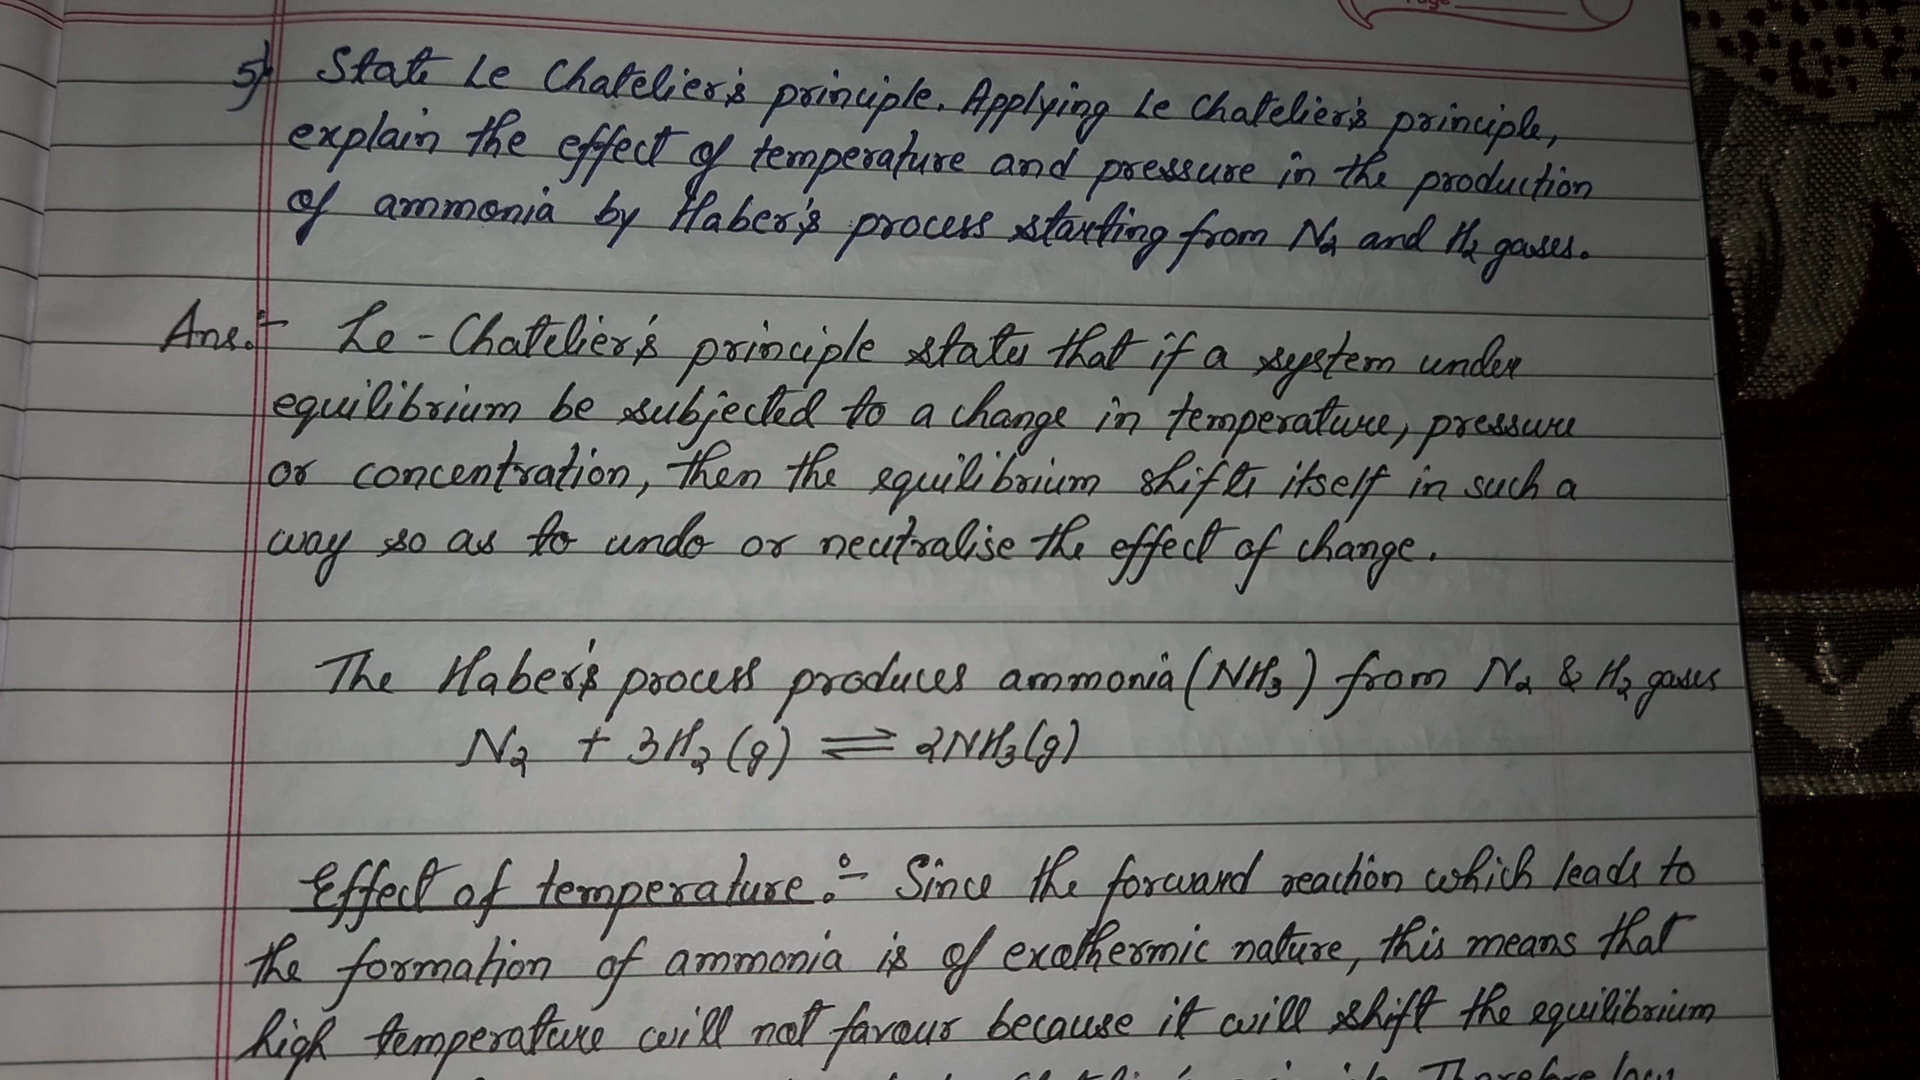 Page
5) State Le Chatelier's principle. Applying Le Chatelier's principle,
explain the effect of temperature and pressure in the production
of ammonia by Haber's process starting from N₂ and H₂ gases.
Ans:- Le-Chatelier's principle states that if a system under
equilibrium be subjected to a change in temperature, pressure
or concentration, then the equilibrium shifts itself in such a
way so as to undo or neutralise the effect of change.
The Haber's process produces ammonia (NH₃) from N₂ & H₂ gases
N₂ + 3H₂(g) ⇌ 2NH₃(g)
Effect of temperature :- Since the forward reaction which leads to
the formation of ammonia is of exothermic nature, this means that
high temperature will not favour because it will shift the equilibrium
Therefore low